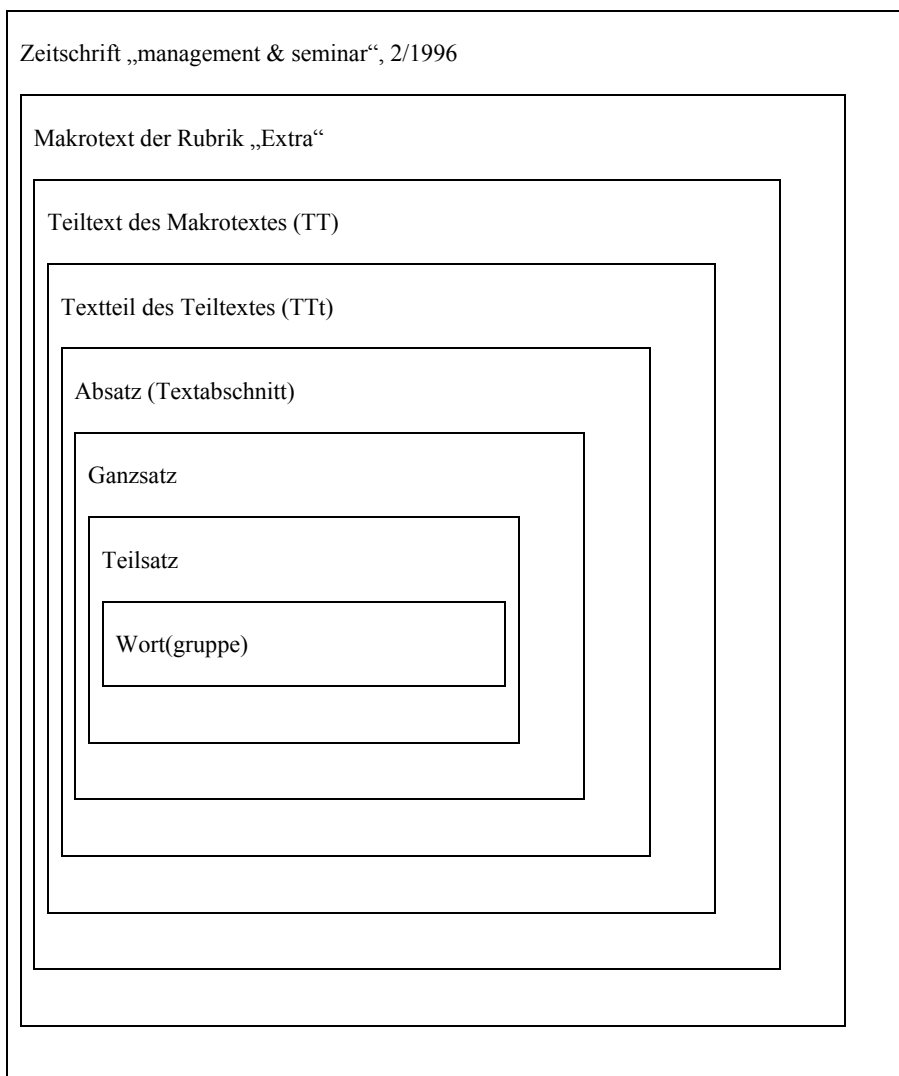 Zeitschrift „management & seminar“, 2/1996
Makrotext der Rubrik „Extra“
Teiltext des Makrotextes (TT)
Textteil des Teiltextes (TTt)
Absatz (Textabschnitt)
Ganzsatz
Teilsatz
Wort(gruppe)